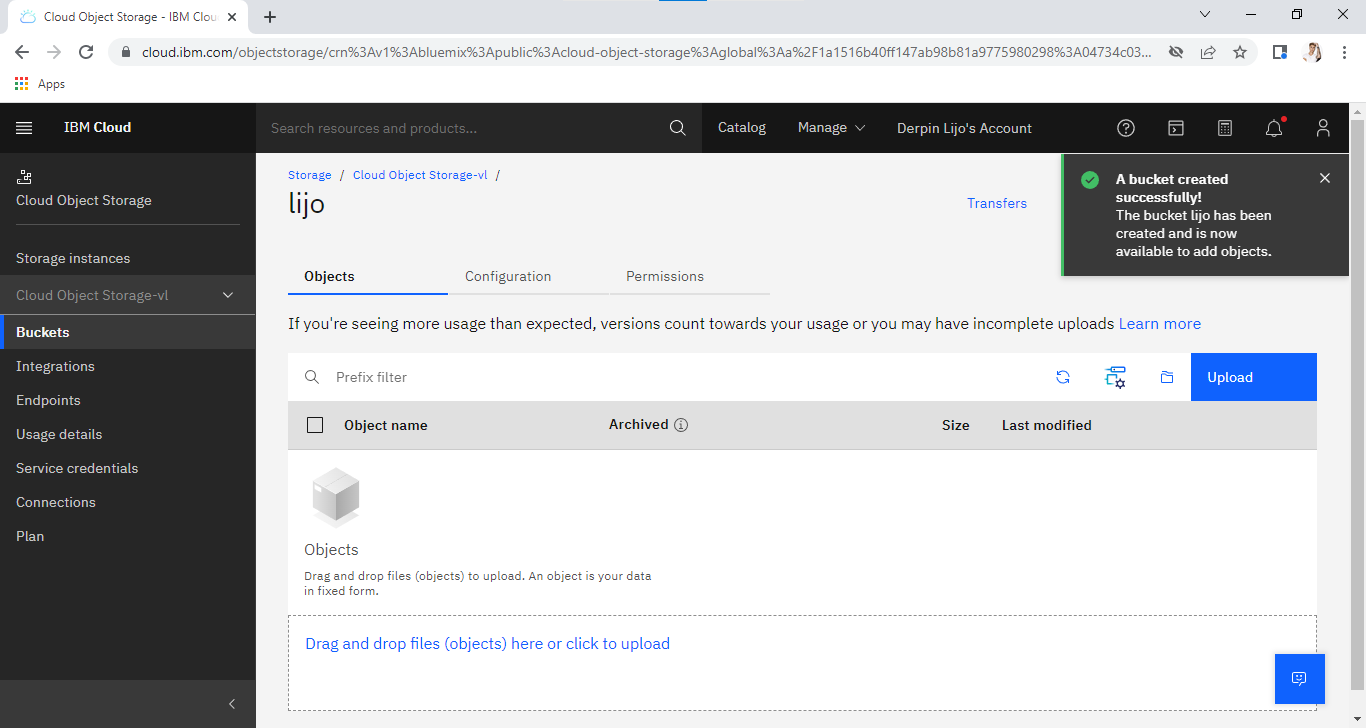 Cloud Object Storage - IBM Clou
cloud.ibm.com/objectstorage/crn%3Av1%3Abluemix%3Apublic%3Acloud-object-storage%3Aglobal%3Aa%2F1a1516b40ff147ab98b81a9775980298%3A04734c03...
Apps
IBM Cloud
Search resources and products...
Catalog
Manage
Derpin Lijo's Account
Cloud Object Storage
Storage instances
Cloud Object Storage-vl
Buckets
Integrations
Endpoints
Usage details
Service credentials
Connections
Plan
Storage / Cloud Object Storage-vl /
lijo
Transfers
A bucket created
successfully!
The bucket lijo has been
created and is now
available to add objects.
Objects Configuration Permissions
If you're seeing more usage than expected, versions count towards your usage or you may have incomplete uploads Learn more
Prefix filter
Upload
Object name Archived Size Last modified
Objects
Drag and drop files (objects) to upload. An object is your data
in fixed form.
Drag and drop files (objects) here or click to upload